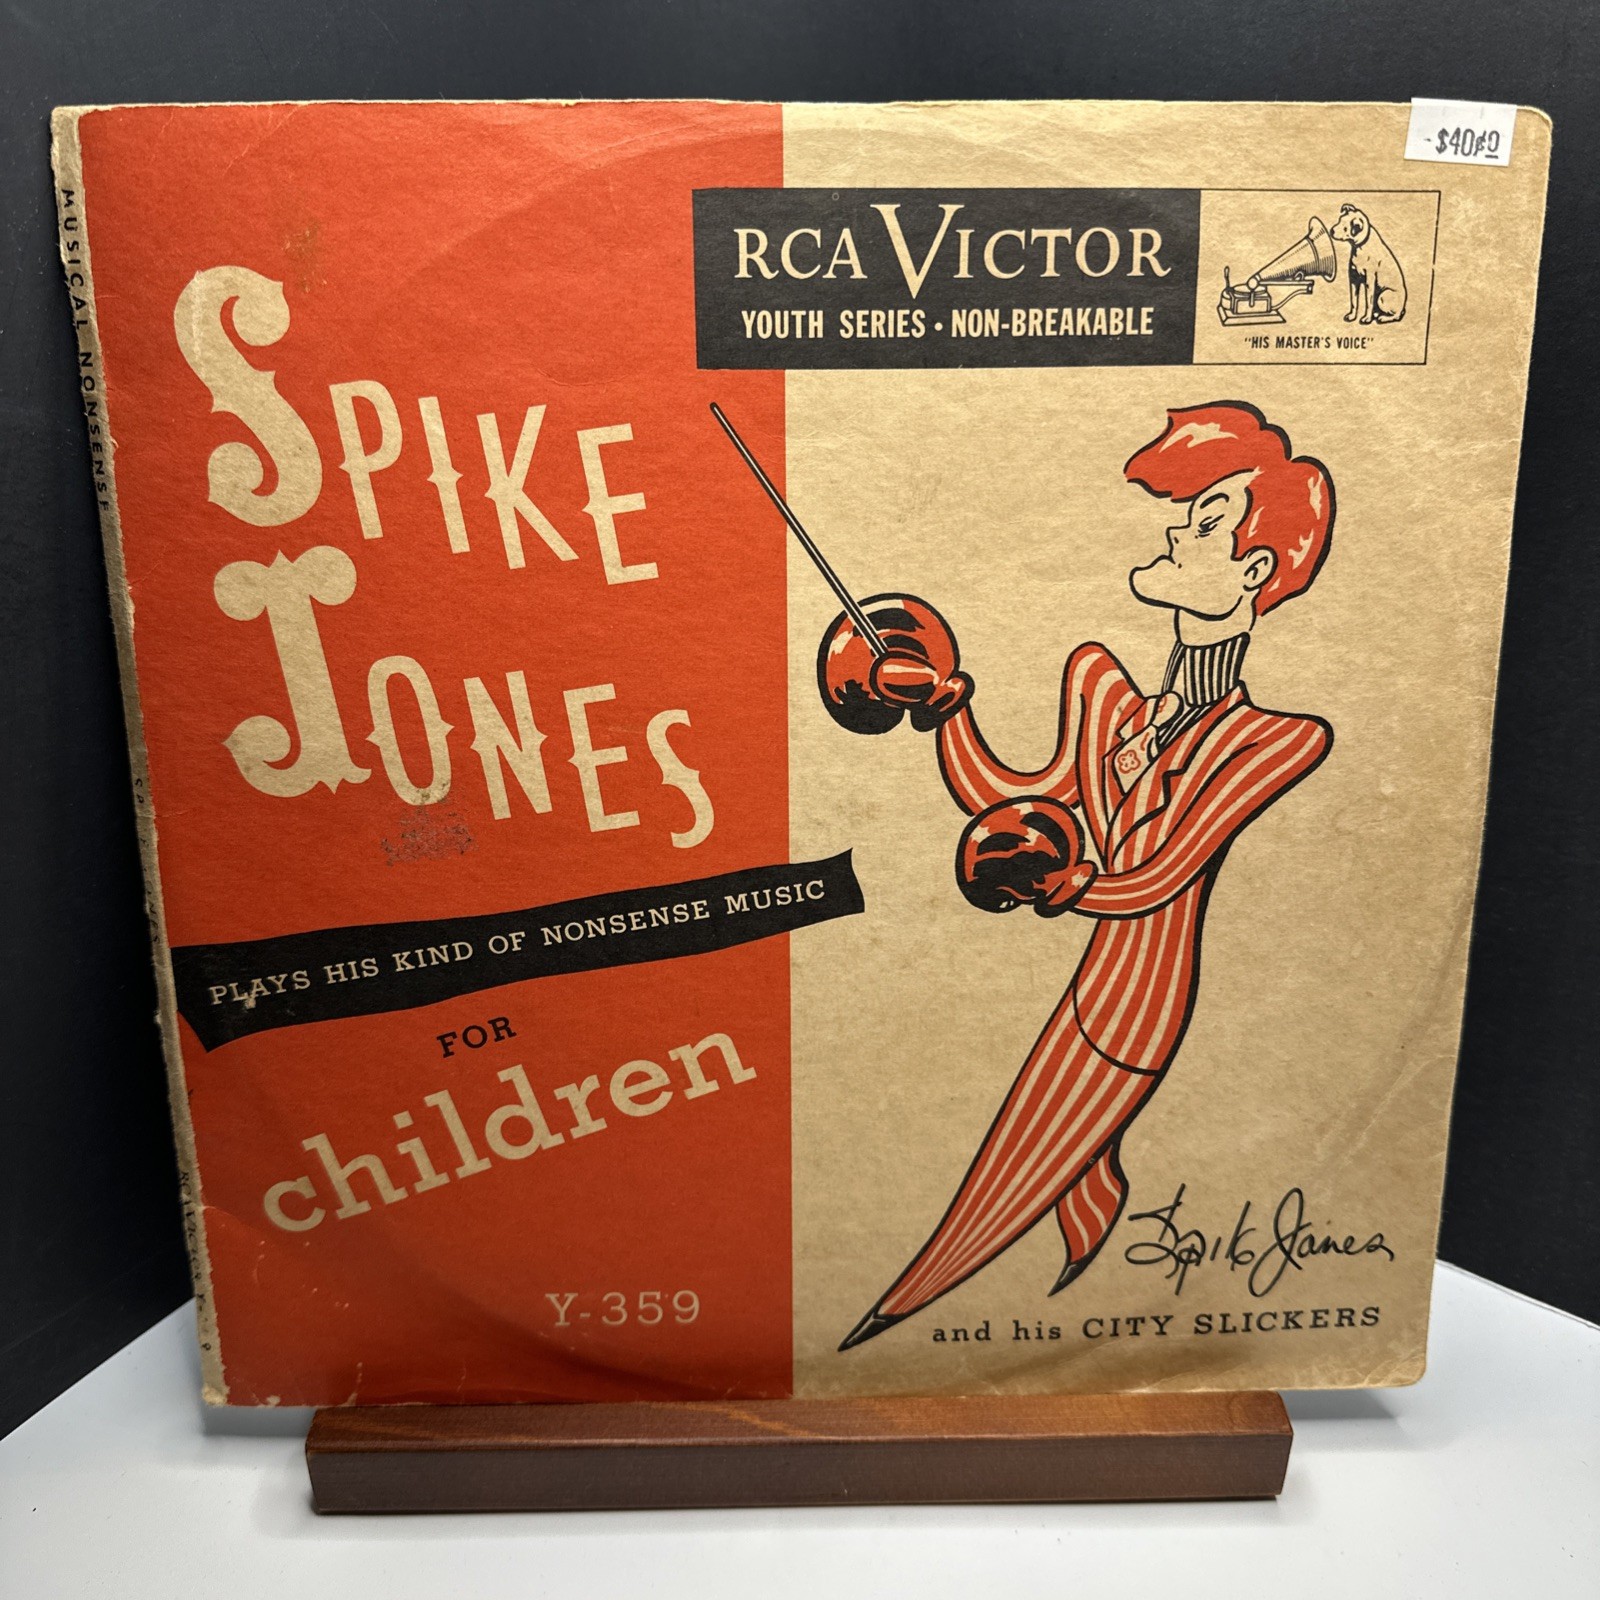 -$40¢0
MUSICAL NONSENSE
RCA VICTOR
YOUTH SERIES • NON-BREAKABLE
"HIS MASTER'S VOICE"
SPIKE
JONES
PLAYS HIS KIND OF NONSENSE MUSIC
FOR
children
Y-359
Spike Jones
and his CITY SLICKERS